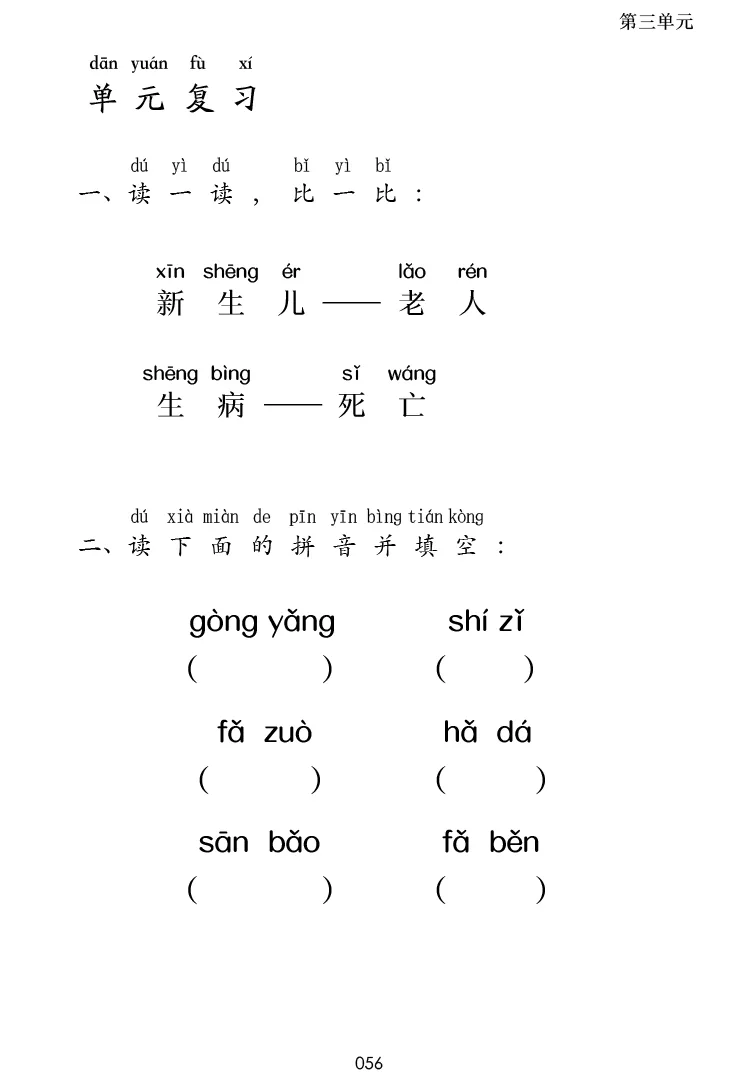 第三单元
dān yuán fù xí
单元复习
dú yì dú bǐ yì bǐ
一、读一读，比一比：
xīn shēng ér lǎo rén
新生儿——老人
shēng bìng sǐ wáng
生病——死亡
dú xià miàn de pīn yīn bìng tián kòng
二、读下面的拼音并填空：
gòng yǎng shí zǐ
( ) ( )
fǎ zuò hǎ dá
( ) ( )
sān bǎo fǎ běn
( ) ( )
056